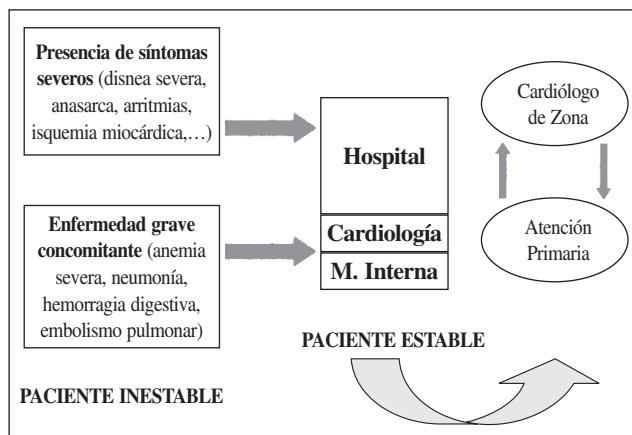 Presencia de síntomas
severos (disnea severa,
anasarca, arritmias,
isquemia miocárdica,…)
Enfermedad grave
concomitante (anemia
severa, neumonía,
hemorragia digestiva,
embolismo pulmonar)
PACIENTE INESTABLE
Hospital
Cardiología
M. Interna
PACIENTE ESTABLE
Cardiólogo
de Zona
Atención
Primaria